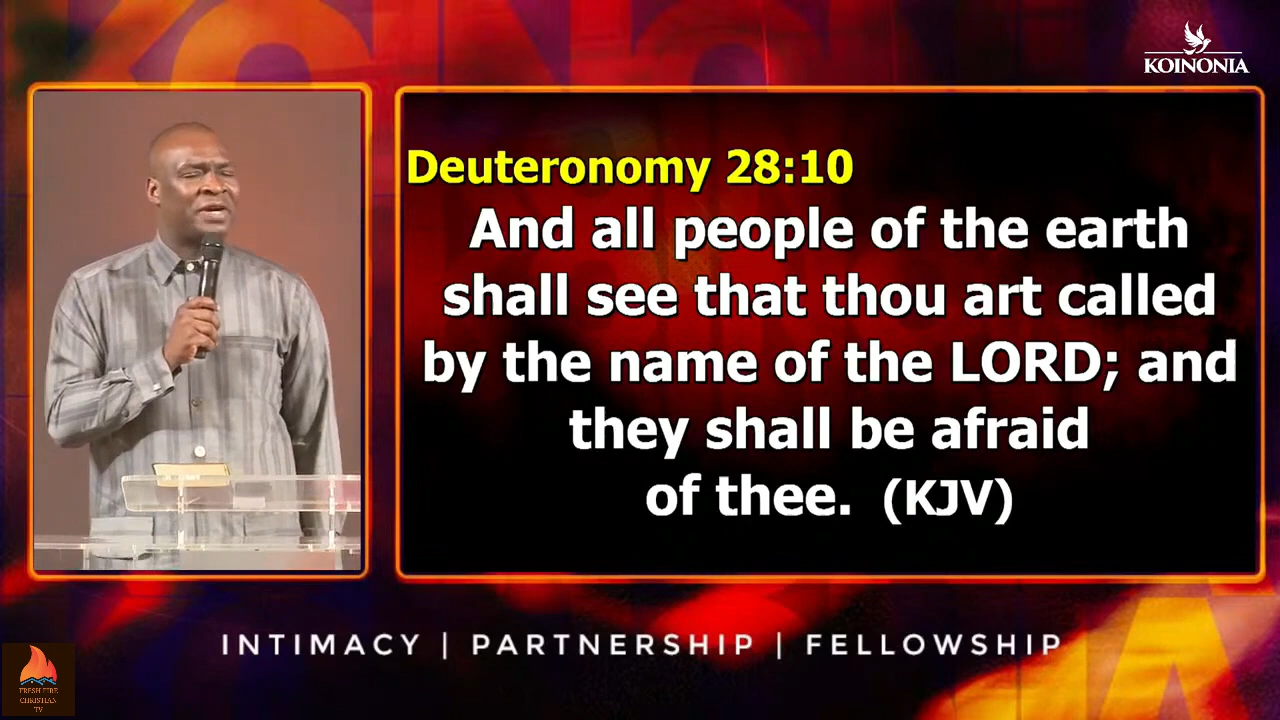 KOINONIA
Deuteronomy 28:10
And all people of the earth
shall see that thou art called
by the name of the LORD; and
they shall be afraid
of thee. (KJV)
INTIMACY | PARTNERSHIP | FELLOWSHIP
FRESH FIRE
CHRISTIAN
TV